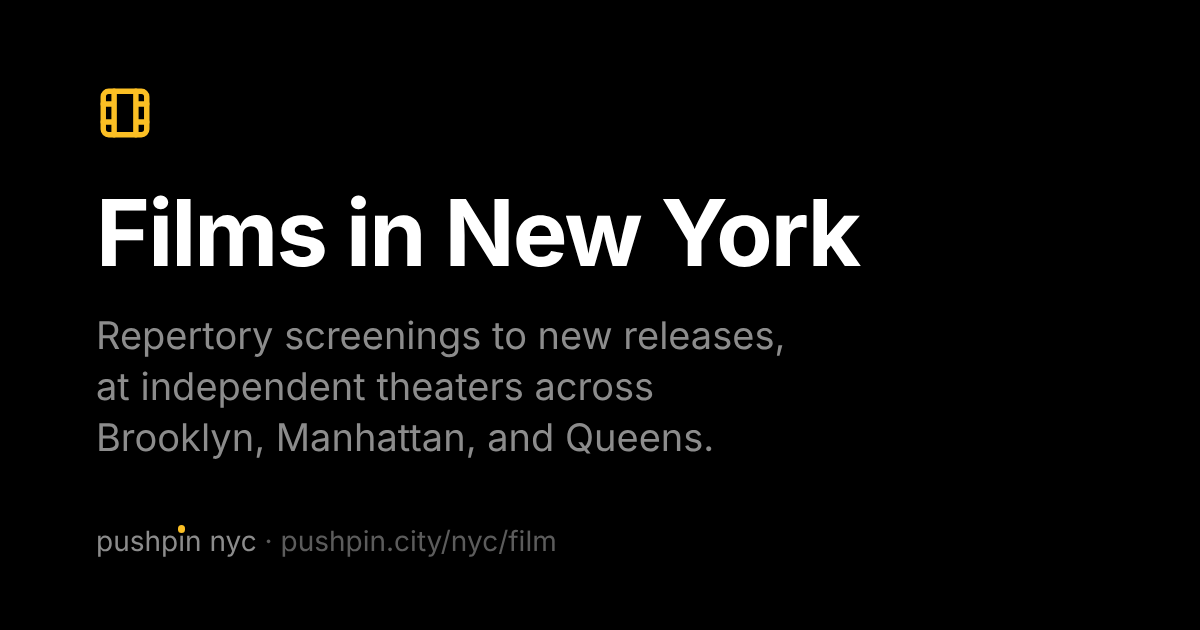 Films in New York
Repertory screenings to new releases,
at independent theaters across
Brooklyn, Manhattan, and Queens.
pushpin nyc · pushpin.city/nyc/film